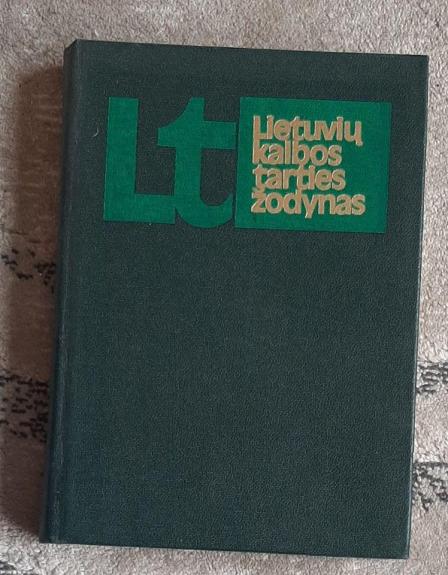 Lt
Lietuvių
kalbos
tarties
žodynas